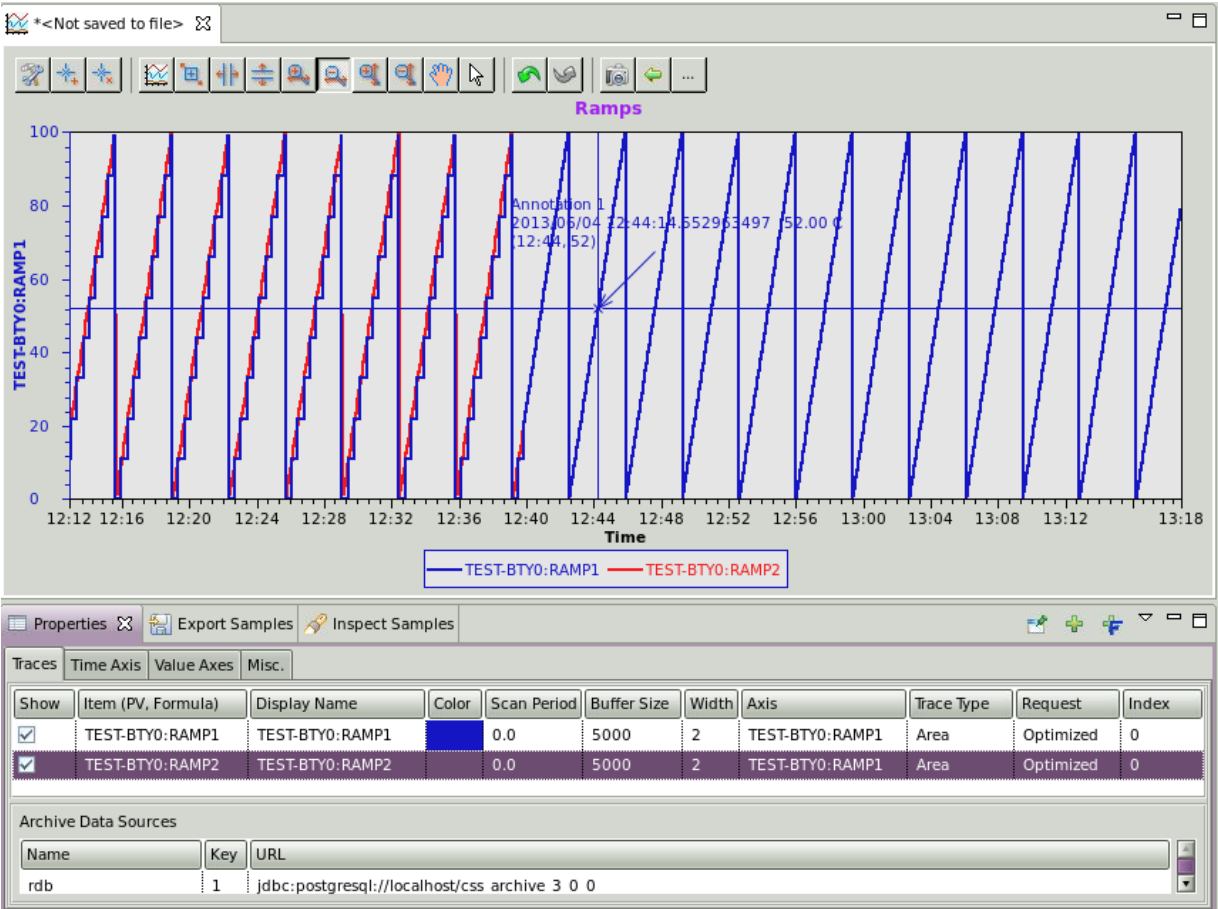 *<Not saved to file>
...
Ramps
100
80
60
40
20
0
TEST-BTY0:RAMP1
Annotation 1
2013/06/04 12:44:14.552963497 52.00 C
(12:44, 52)
12:12 12:16 12:20 12:24 12:28 12:32 12:36 12:40 12:44 12:48 12:52 12:56 13:00 13:04 13:08 13:12 13:18
Time
TEST-BTY0:RAMP1 TEST-BTY0:RAMP2
Properties Export Samples Inspect Samples
Traces Time Axis Value Axes Misc.
Show Item (PV, Formula) Display Name Color Scan Period Buffer Size Width Axis Trace Type Request Index
TEST-BTY0:RAMP1 TEST-BTY0:RAMP1 0.0 5000 2 TEST-BTY0:RAMP1 Area Optimized 0
TEST-BTY0:RAMP2 TEST-BTY0:RAMP2 0.0 5000 2 TEST-BTY0:RAMP1 Area Optimized 0
Archive Data Sources
Name Key URL
rdb 1 jdbc:postgresql://localhost/css_archive_3_0_0